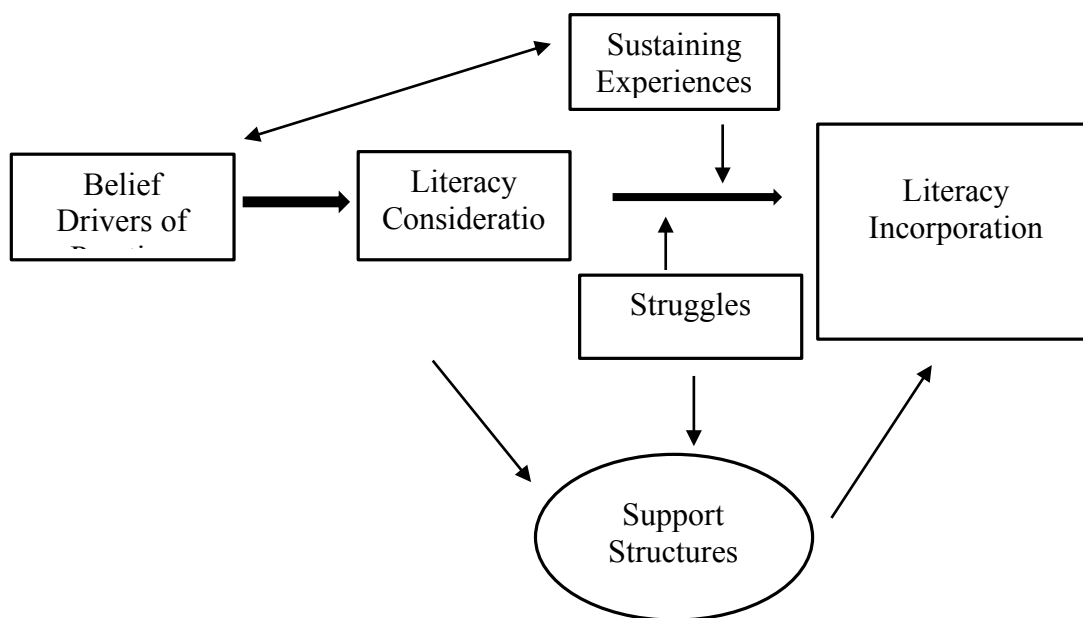 Sustaining
Experiences
Belief
Drivers of
Literacy
Consideratio
Literacy
Incorporation
Struggles
Support
Structures